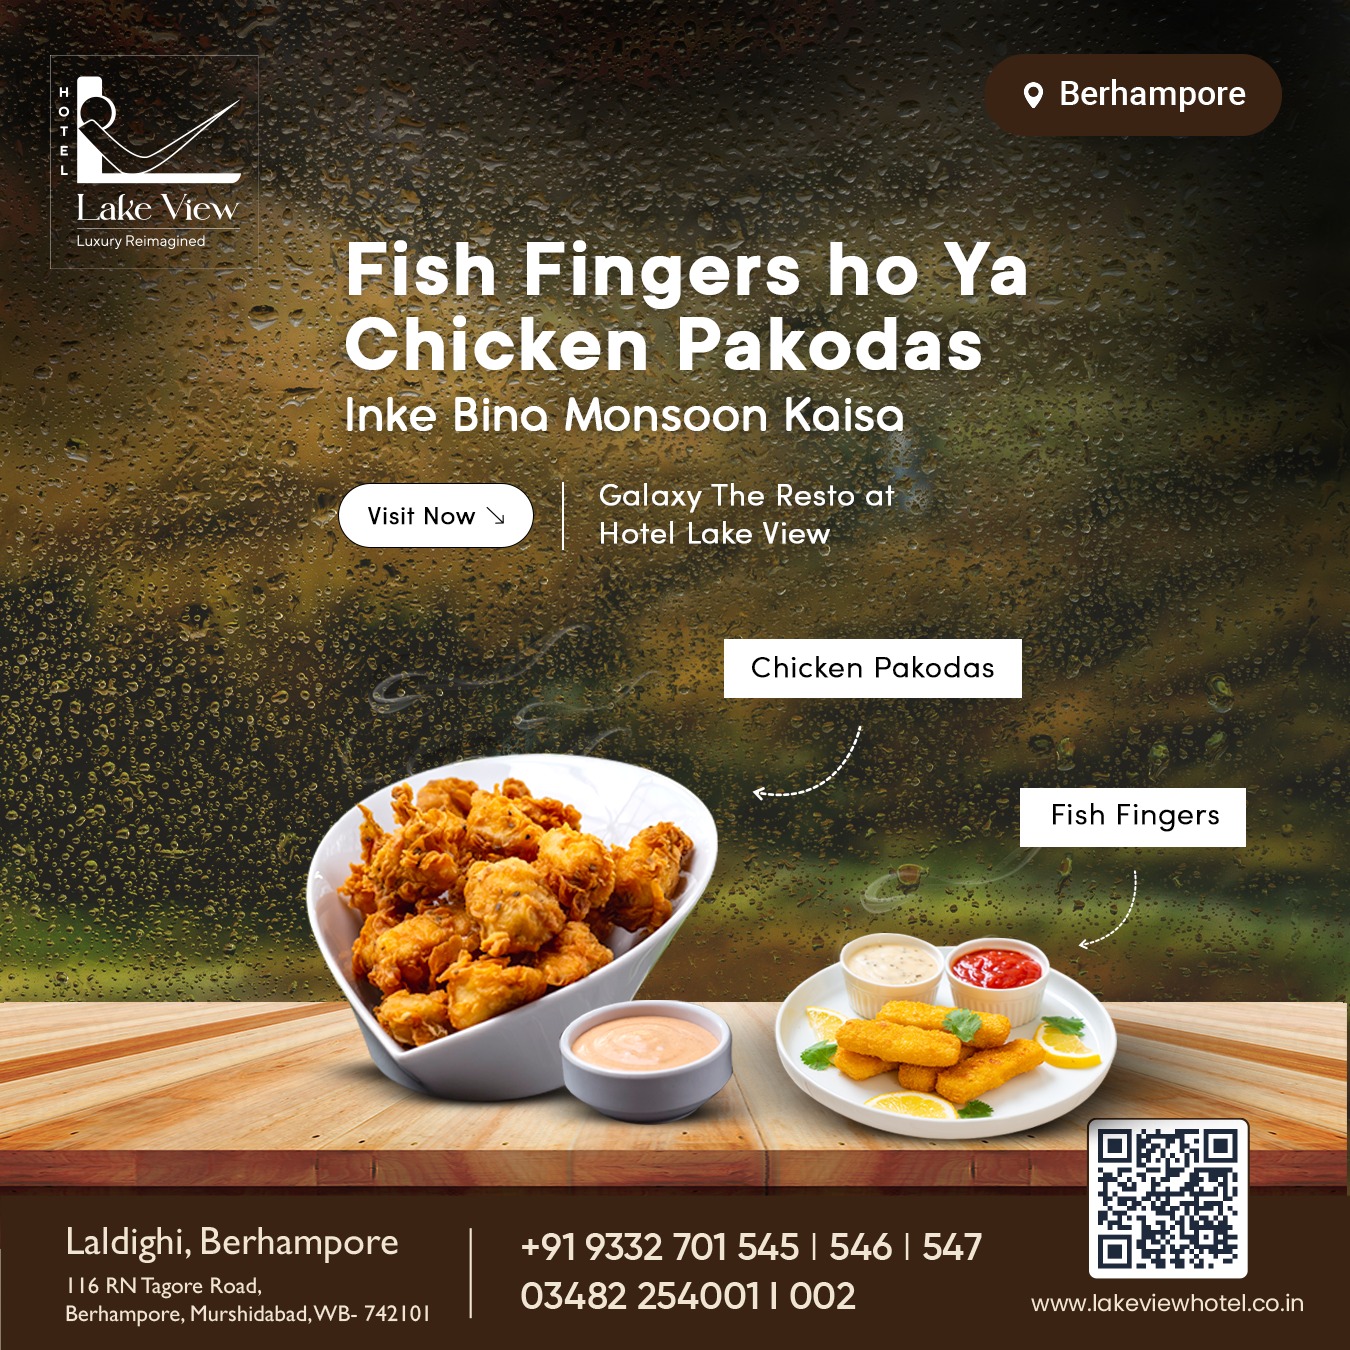 HOTEL
Lake View
Luxury Reimagined
Berhampore
Fish Fingers ho Ya
Chicken Pakodas
Inke Bina Monsoon Kaisa
Visit Now
Galaxy The Resto at
Hotel Lake View
Chicken Pakodas
Fish Fingers
Laldighi, Berhampore
116 RN Tagore Road,
Berhampore, Murshidabad,WB- 742101
+91 9332 701 545 | 546 | 547
03482 254001 | 002
www.lakeviewhotel.co.in